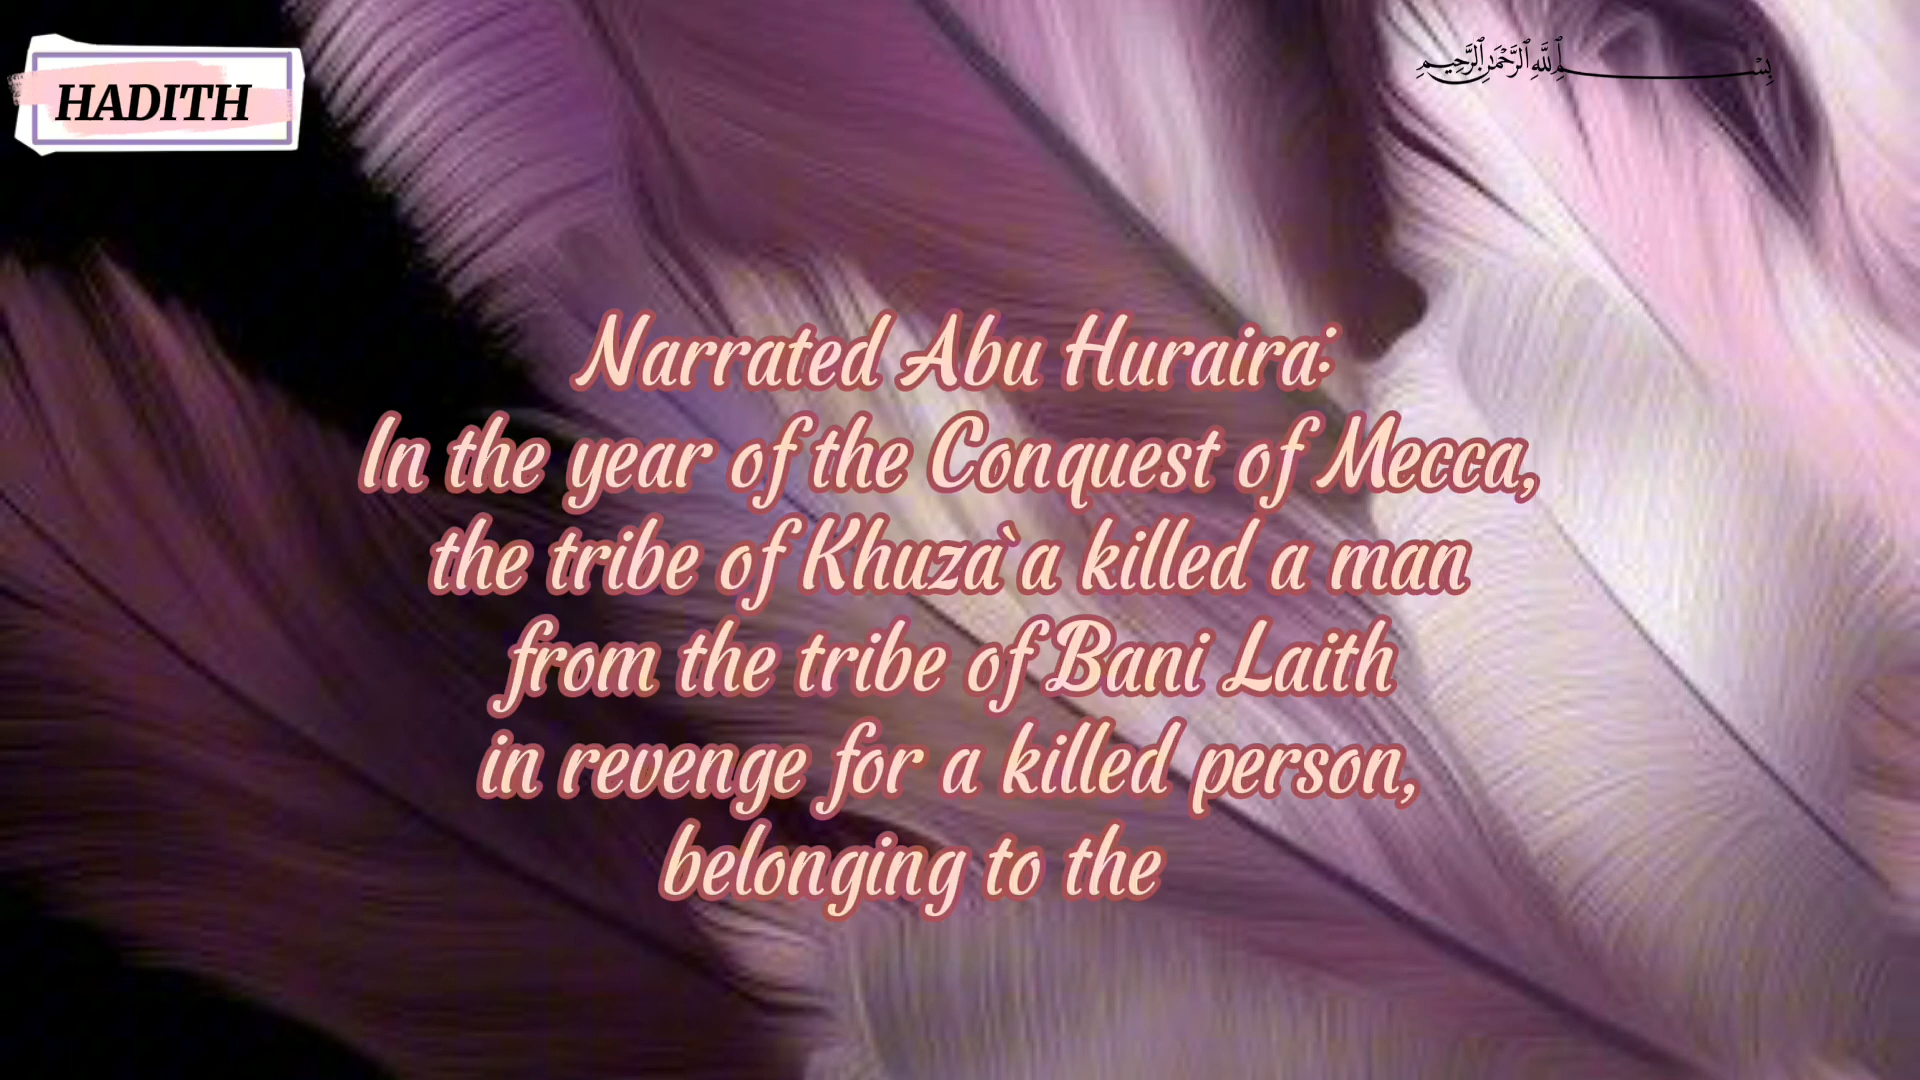 HADITH
بِسْمِ ٱللَّهِ ٱلرَّحْمَٰنِ ٱلرَّحِيمِ
Narrated Abu Huraira:
In the year of the Conquest of Mecca,
the tribe of Khuza`a killed a man
from the tribe of Bani Laith
in revenge for a killed person,
belonging to the